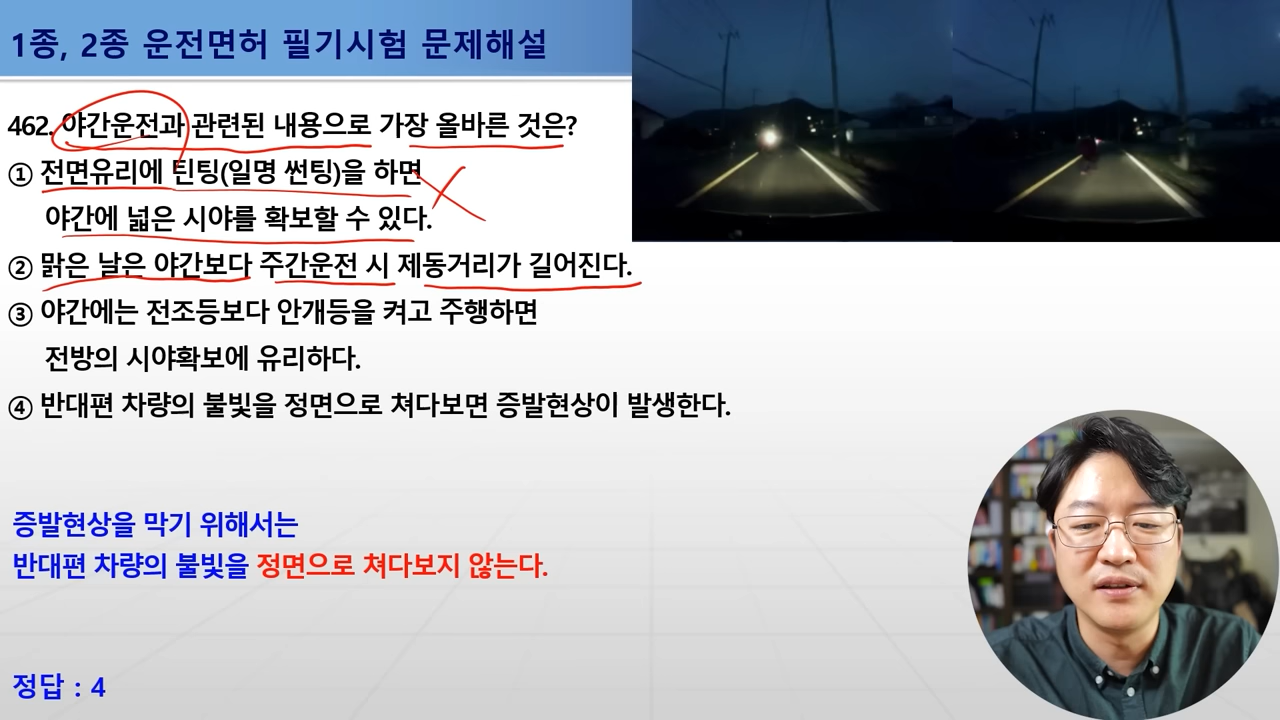 1종, 2종 운전면허 필기시험 문제해설
462. 야간운전과 관련된 내용으로 가장 올바른 것은?
① 전면유리에 틴팅(일명 썬팅)을 하면
야간에 넓은 시야를 확보할 수 있다.
② 맑은 날은 야간보다 주간운전 시 제동거리가 길어진다.
③ 야간에는 전조등보다 안개등을 켜고 주행하면
전방의 시야확보에 유리하다.
④ 반대편 차량의 불빛을 정면으로 쳐다보면 증발현상이 발생한다.
증발현상을 막기 위해서는
반대편 차량의 불빛을 정면으로 쳐다보지 않는다.
정답 : 4